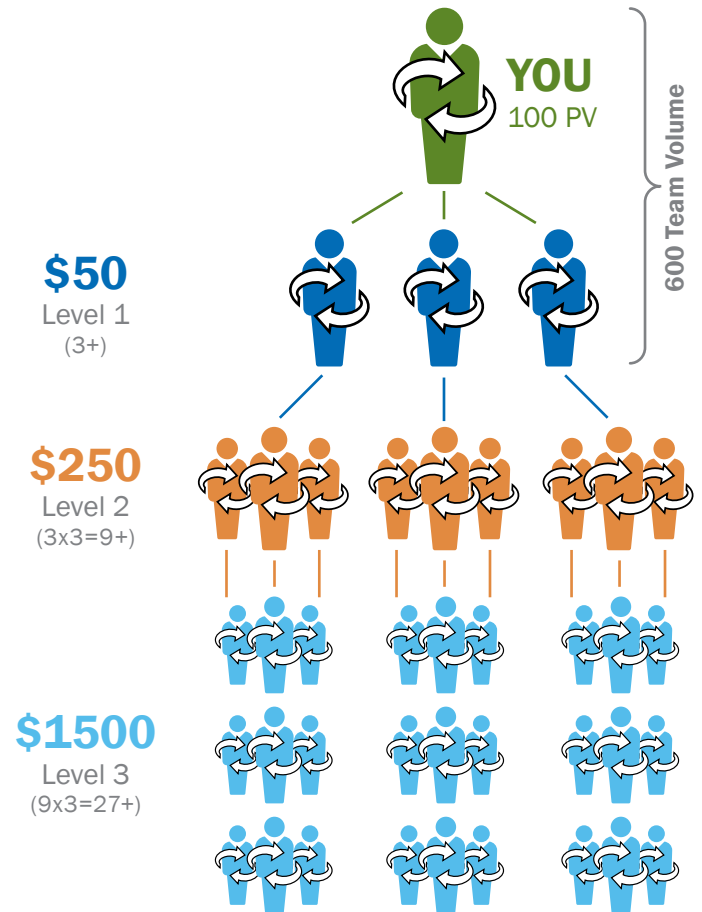 YOU
100 PV
600 Team Volume
$50
Level 1
(3+)
$250
Level 2
(3x3=9+)
$1500
Level 3
(9x3=27+)